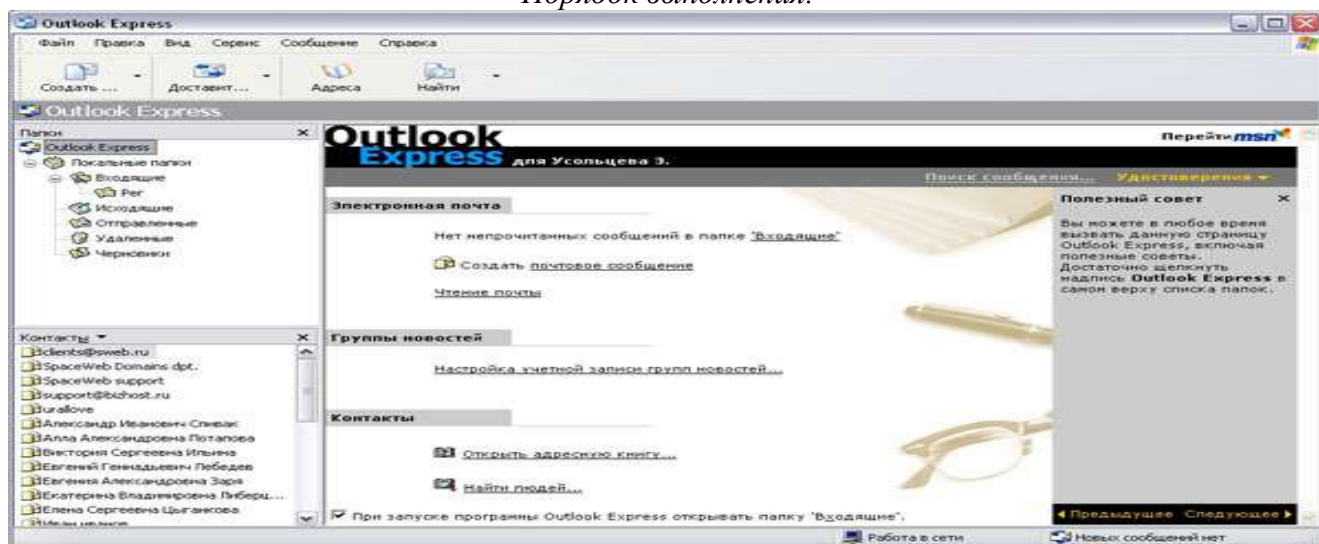 Порядок выполнения:
Outlook Express
Файл Правка Вид Сервис Сообщение Справка
Создать ... Доставит... Адреса Найти
Outlook Express
Папки
Outlook Express
Локальные папки
Входящие
Рег
Исходящие
Отправленные
Удаленные
Черновики
Контакты
clients@sweb.ru
SpaceWeb Domains dpt.
SpaceWeb support
support@bizhost.ru
urallove
Александр Иванович Спивак
Алла Александровна Потапова
Виктория Сергеевна Ильина
Евгений Геннадьевич Лебедев
Евгения Александровна Заря
Екатерина Владимировна Либерц...
Елена Сергеевна Цыганкова
Перейти msn
Outlook
Express для Усольцева Э.
Поиск сообщения... Удостоверения
Электронная почта
Нет непрочитанных сообщений в папке 'Входящие'
Создать почтовое сообщение
Чтение почты
Группы новостей
Настройка учетной записи групп новостей...
Контакты
Открыть адресную книгу...
Найти людей...
При запуске программы Outlook Express открывать папку 'Входящие'.
Полезный совет
Вы можете в любое время
вызвать данную страницу
Outlook Express, включая
полезные советы.
Достаточно щелкнуть
надпись Outlook Express в
самом верху списка папок.
Предыдущее Следующее
Работа в сети
Новых сообщений нет